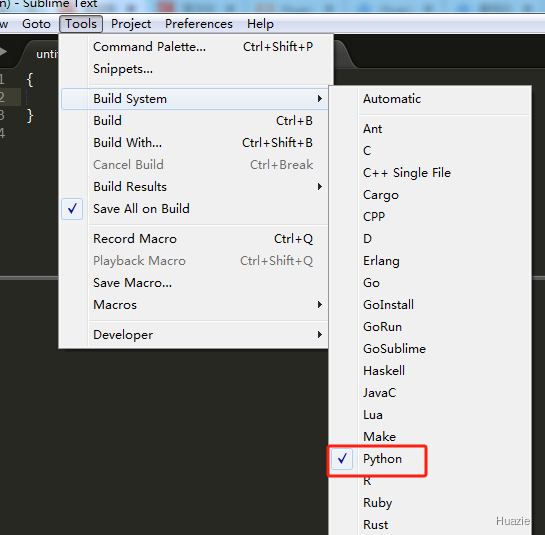 n) - Sublime Text
w Goto Tools Project Preferences Help
untit
Command Palette... Ctrl+Shift+P
Snippets...
Build System
Build Ctrl+B
Build With... Ctrl+Shift+B
Cancel Build Ctrl+Break
Build Results
Save All on Build
Record Macro Ctrl+Q
Playback Macro Ctrl+Shift+Q
Save Macro...
Macros
Developer
1 {
2
3 }
4
Automatic
Ant
C
C++ Single File
Cargo
CPP
D
Erlang
Go
GoInstall
GoRun
GoSublime
Haskell
JavaC
Lua
Make
Python
R
Ruby
Rust
Huazie